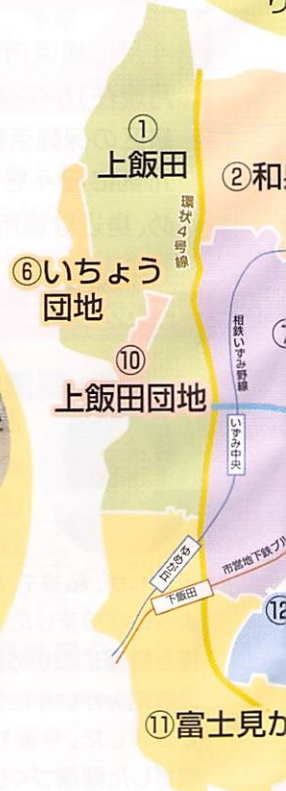 ①
上飯田
②和
環状4号線
⑥いちょう
団地
相鉄いずみ野線
⑩
上飯田団地
いずみ中央
ゆめが丘
下飯田
市営地下鉄ブル
⑫
⑪富士見が